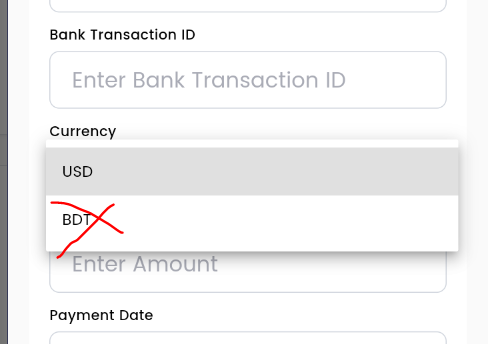 Bank Transaction ID
Enter Bank Transaction ID
Currency
USD
BDT
Enter Amount
Payment Date